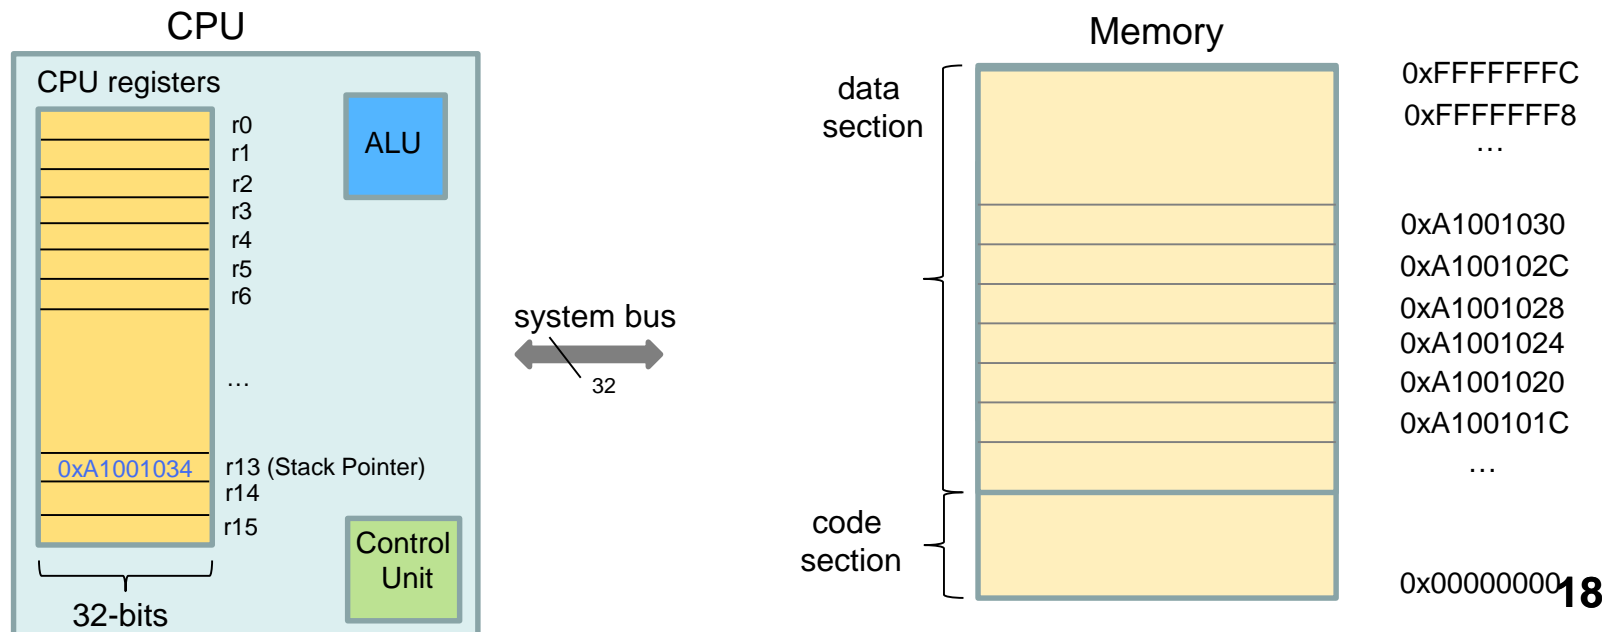 CPU
CPU registers
r0
r1
r2
r3
r4
r5
r6
…
0xA1001034
r13 (Stack Pointer)
r14
r15
32-bits
ALU
Control
Unit
system bus
32
Memory
data
section
code
section
0xFFFFFFFC
0xFFFFFFF8
…
0xA1001030
0xA100102C
0xA1001028
0xA1001024
0xA1001020
0xA100101C
…
0x00000000
18